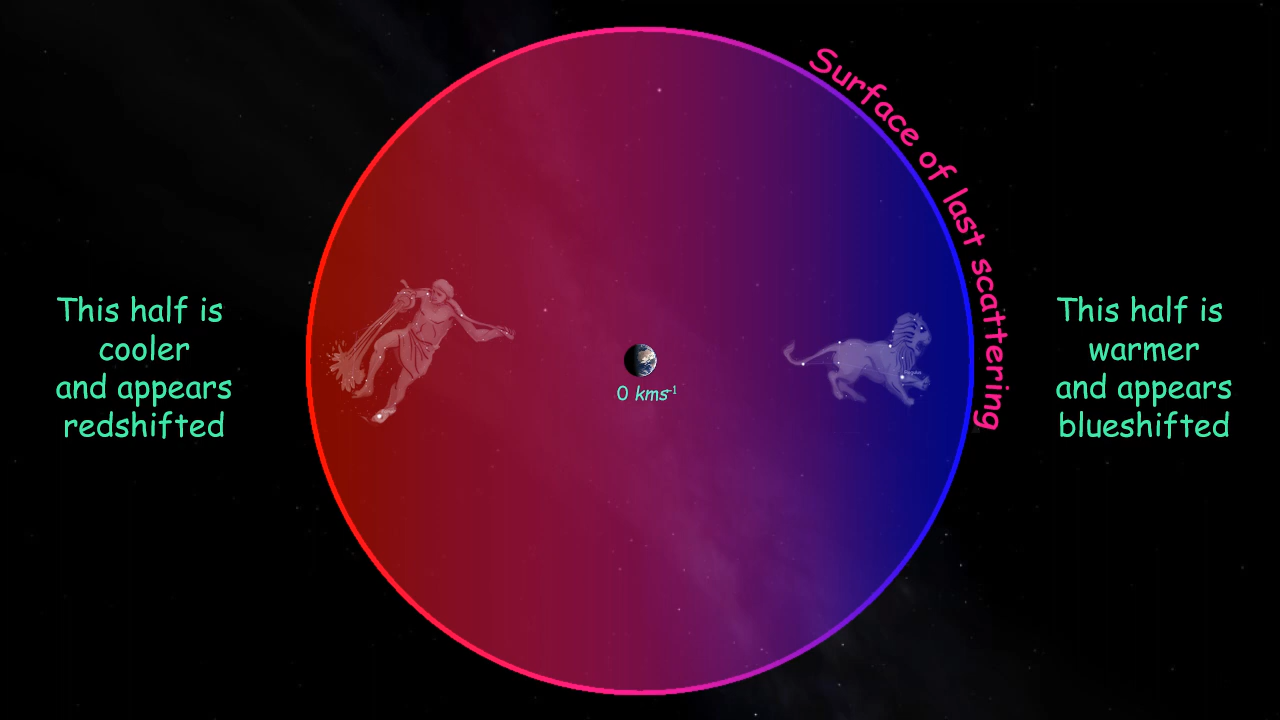 Surface of last scattering
This half is
cooler
and appears
redshifted
This half is
warmer
and appears
blueshifted
0 kms⁻¹
Regulus